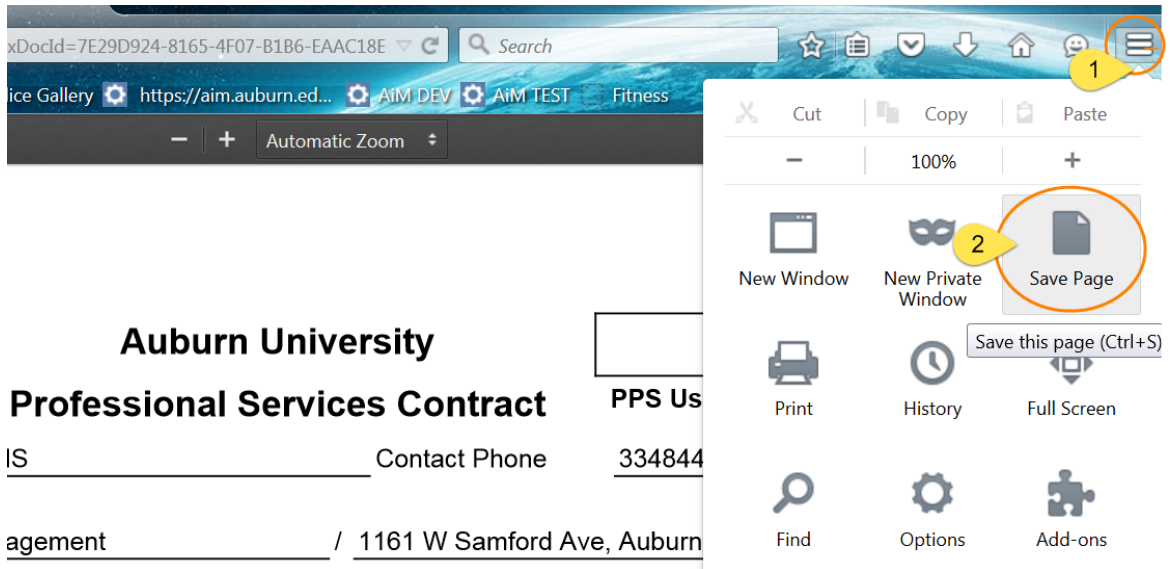 xDocId=7E29D924-8165-4F07-B1B6-EAAC18E Search
1
ice Gallery https://aim.auburn.ed... AiM DEV AiM TEST Fitness
Automatic Zoom
Cut Copy Paste
− 100% +
2
New Window New Private Window Save Page
Save this page (Ctrl+S)
Print History Full Screen
Find Options Add-ons
Auburn University
Professional Services Contract PPS Us
IS Contact Phone 334844
agement / 1161 W Samford Ave, Auburn